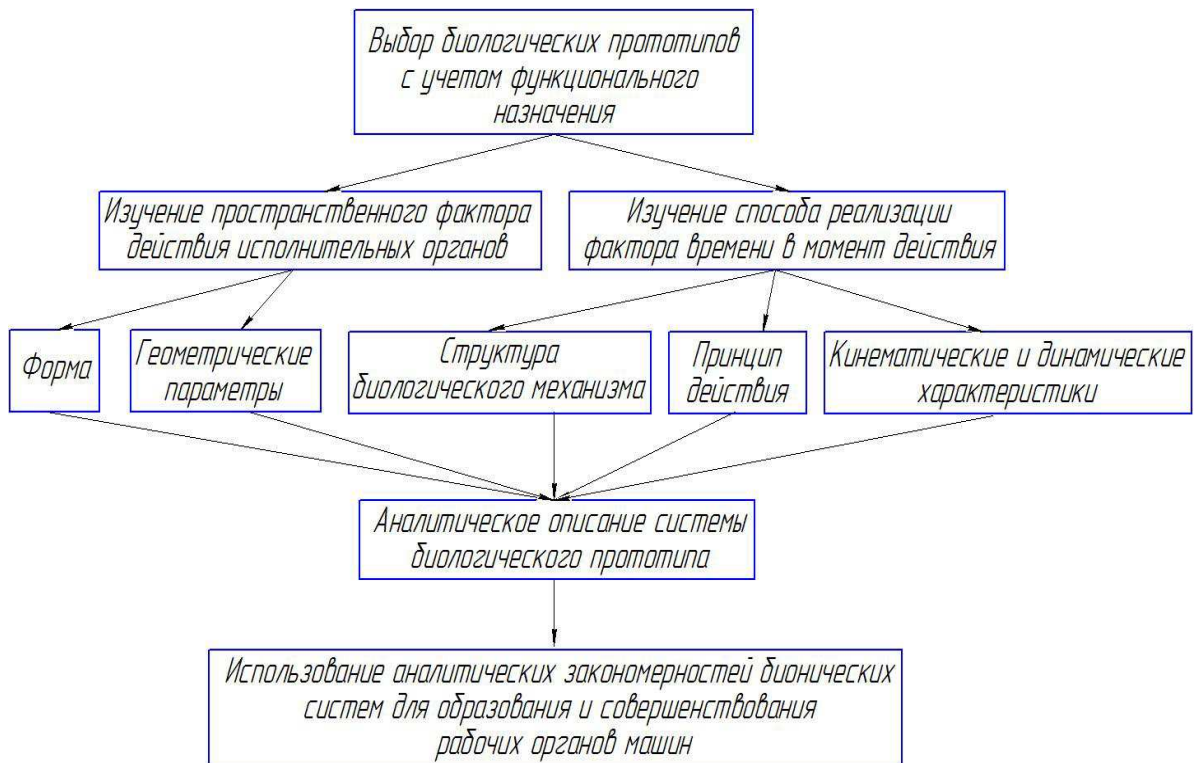 Выбор биологических прототипов
с учетом функционального
назначения
Изучение пространственного фактора
действия исполнительных органов
Изучение способа реализации
фактора времени в момент действия
Форма
Геометрические
параметры
Структура
биологического механизма
Принцип
действия
Кинематические и динамические
характеристики
Аналитическое описание системы
биологического прототипа
Использование аналитических закономерностей бионических
систем для образования и совершенствования
рабочих органов машин